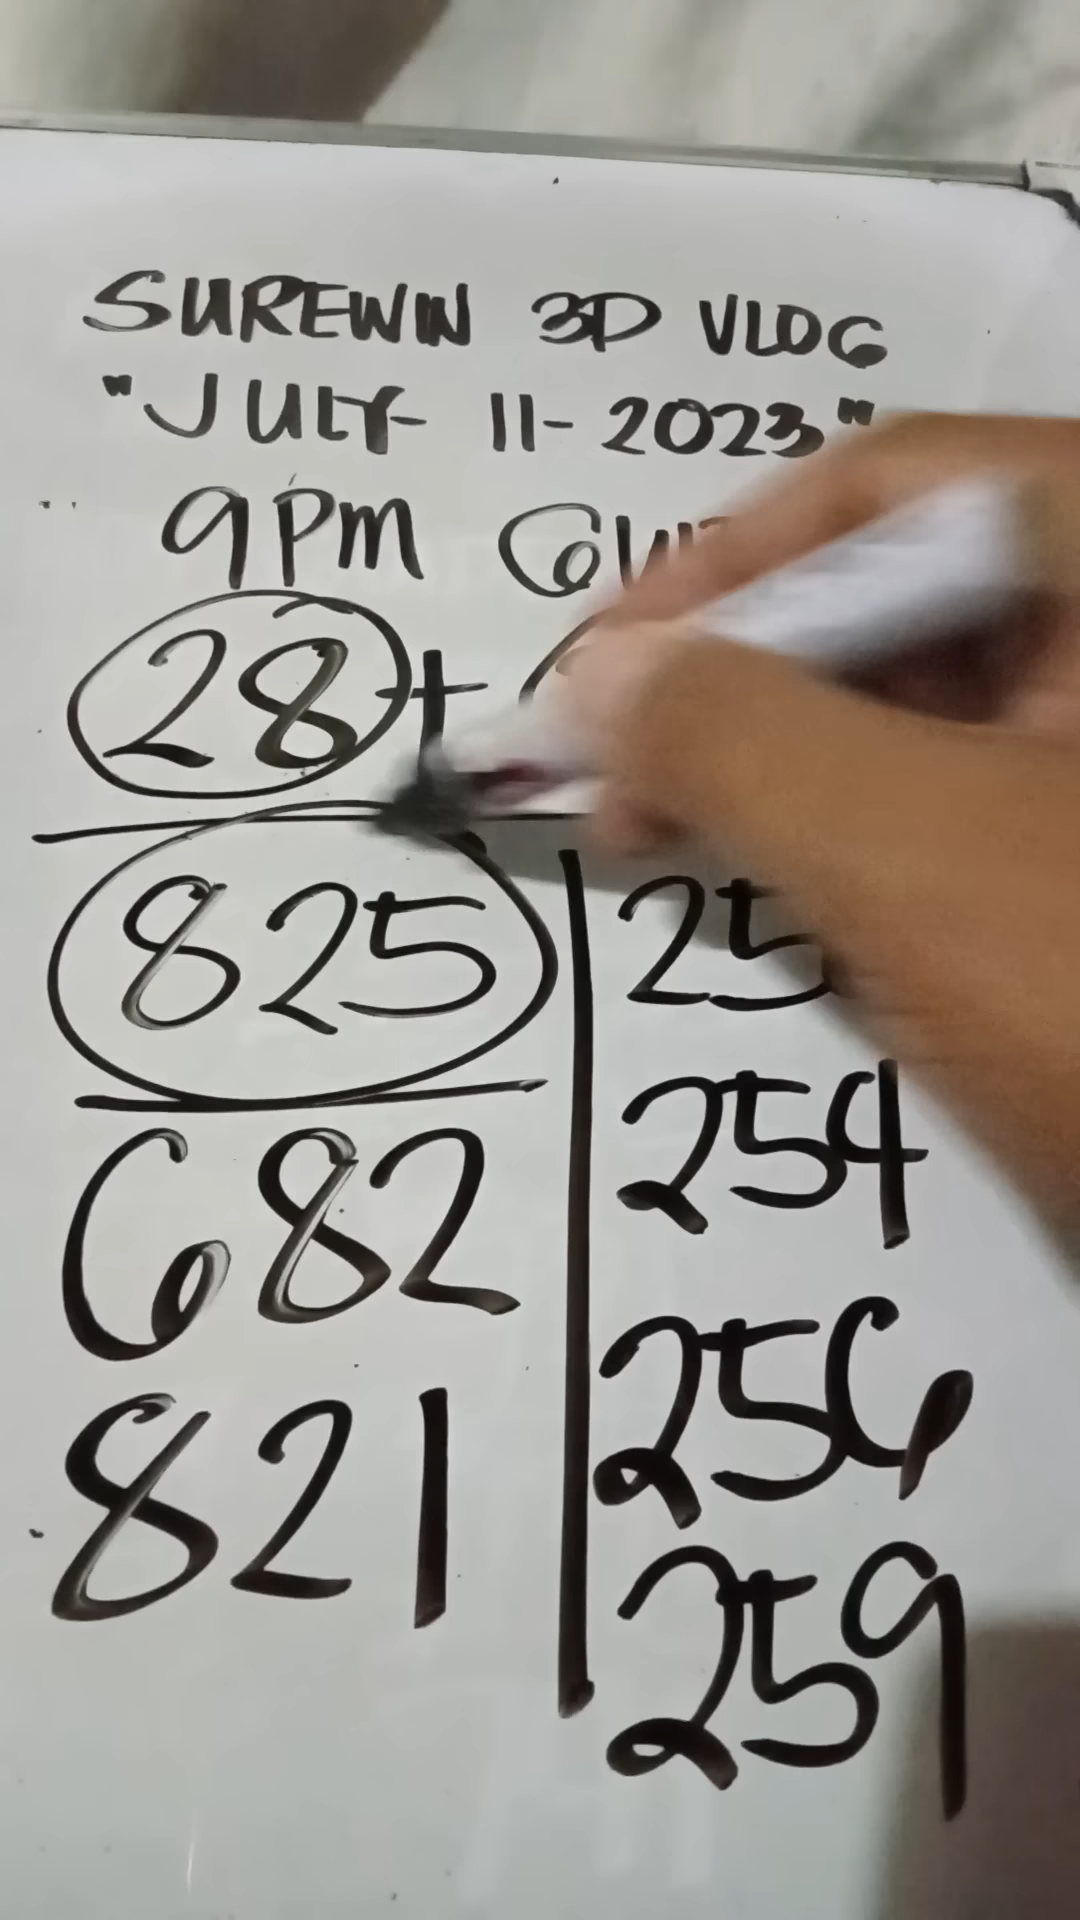 SUREWIN 3D VLOG
"JULY- 11- 2023"
9PM
28 +
825
682
821
254
256
259